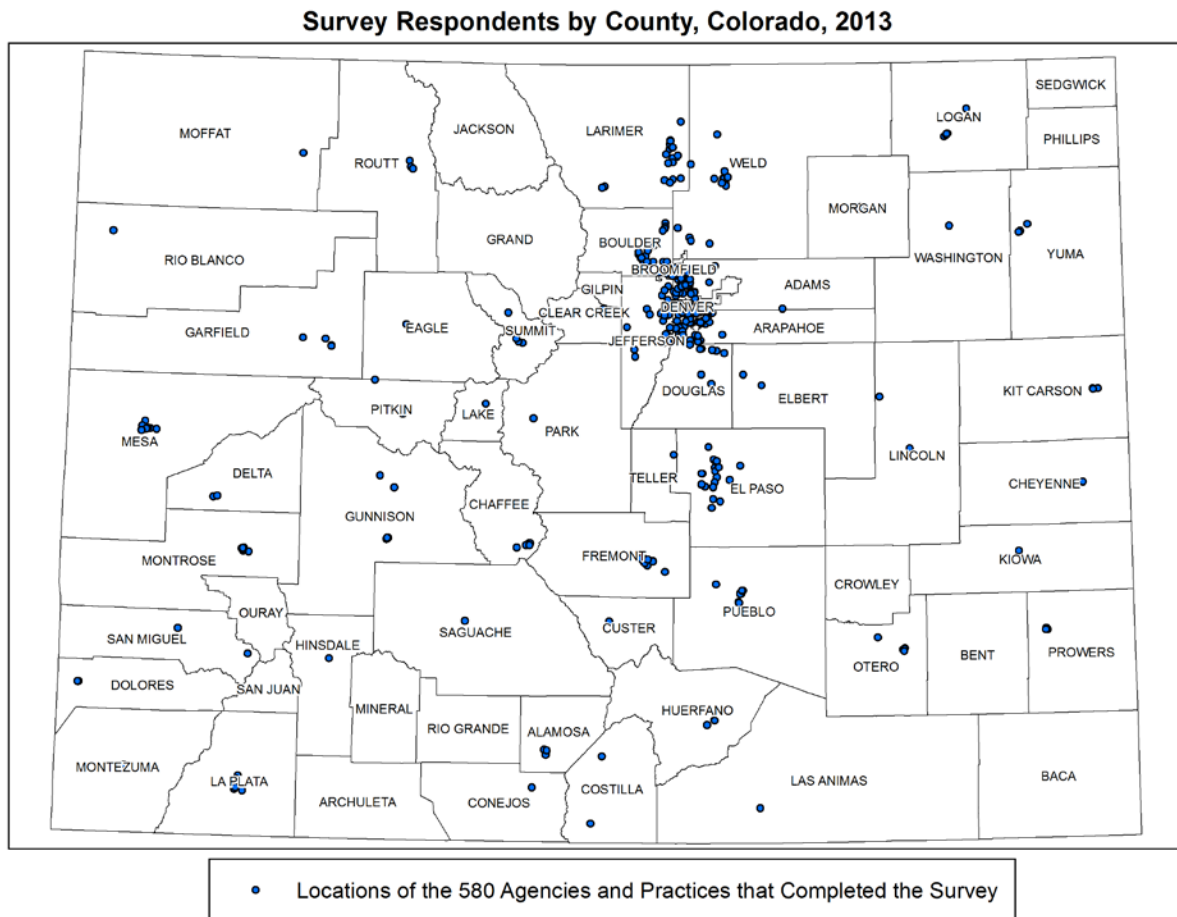 Survey Respondents by County, Colorado, 2013
SEDGWICK
LOGAN
JACKSON
LARIMER
MOFFAT
PHILLIPS
ROUTT
WELD
MORGAN
GRAND
BOULDER
RIO BLANCO
WASHINGTON
YUMA
BROOMFIELD
ADAMS
GILPIN
DENVER
CLEAR CREEK
EAGLE
GARFIELD
SUMMIT
ARAPAHOE
JEFFERSON
DOUGLAS
KIT CARSON
ELBERT
PITKIN
LAKE
PARK
MESA
LINCOLN
DELTA
TELLER
CHEYENNE
EL PASO
CHAFFEE
GUNNISON
FREMONT
MONTROSE
KIOWA
CROWLEY
PUEBLO
OURAY
CUSTER
SAGUACHE
SAN MIGUEL
HINSDALE
PROWERS
BENT
OTERO
DOLORES
SAN JUAN
MINERAL
HUERFANO
RIO GRANDE
ALAMOSA
MONTEZUMA
LA PLATA
BACA
LAS ANIMAS
COSTILLA
ARCHULETA
CONEJOS
Locations of the 580 Agencies and Practices that Completed the Survey